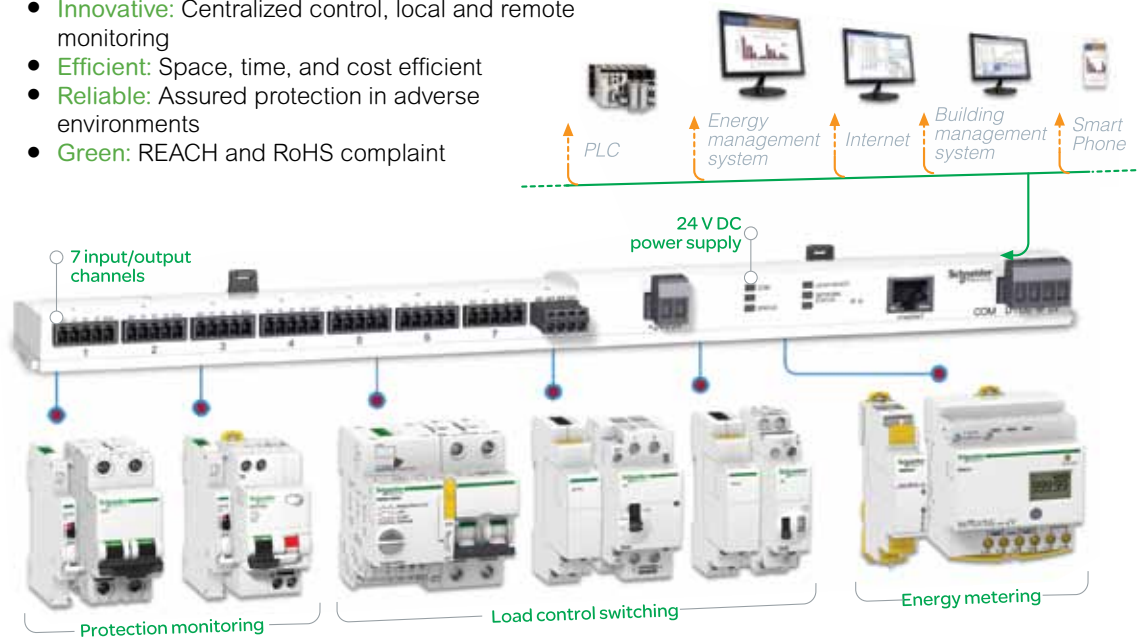 Innovative: Centralized control, local and remote
monitoring
Efficient: Space, time, and cost efficient
Reliable: Assured protection in adverse
environments
Green: REACH and RoHS complaint
PLC
Energy
management
system
Internet
Building
management
system
Smart
Phone
7 input/output
channels
24 V DC
power supply
Schneider
COM
1 2 3 4 5 6 7
Protection monitoring
Load control switching
Energy metering